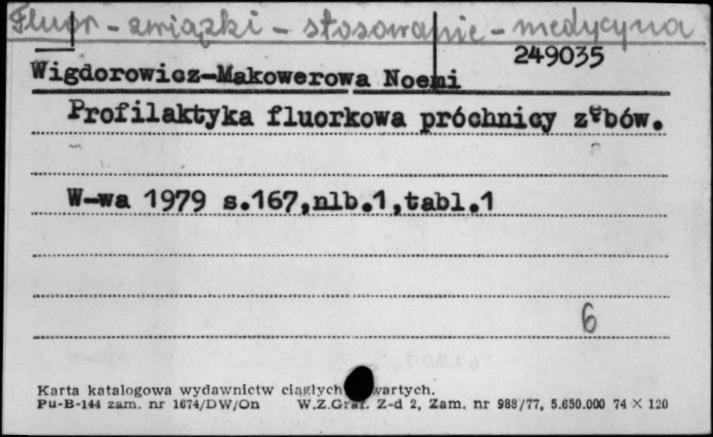 Fluor - związki - stosowanie - medycyna
249035
Wigdorowicz-Makowerowa Noemi
Profilaktyka fluorkowa próchnicy zębów.
W-wa 1979 s.167,nlb.1,tabl.1
6
Karta katalogowa wydawnictw ciągłych wartych.
Pu-B-144 zam. nr 1674/DW/On W.Z.Graf. Z-d 2, Zam. nr 988/77, 5.650.000 74 × 120